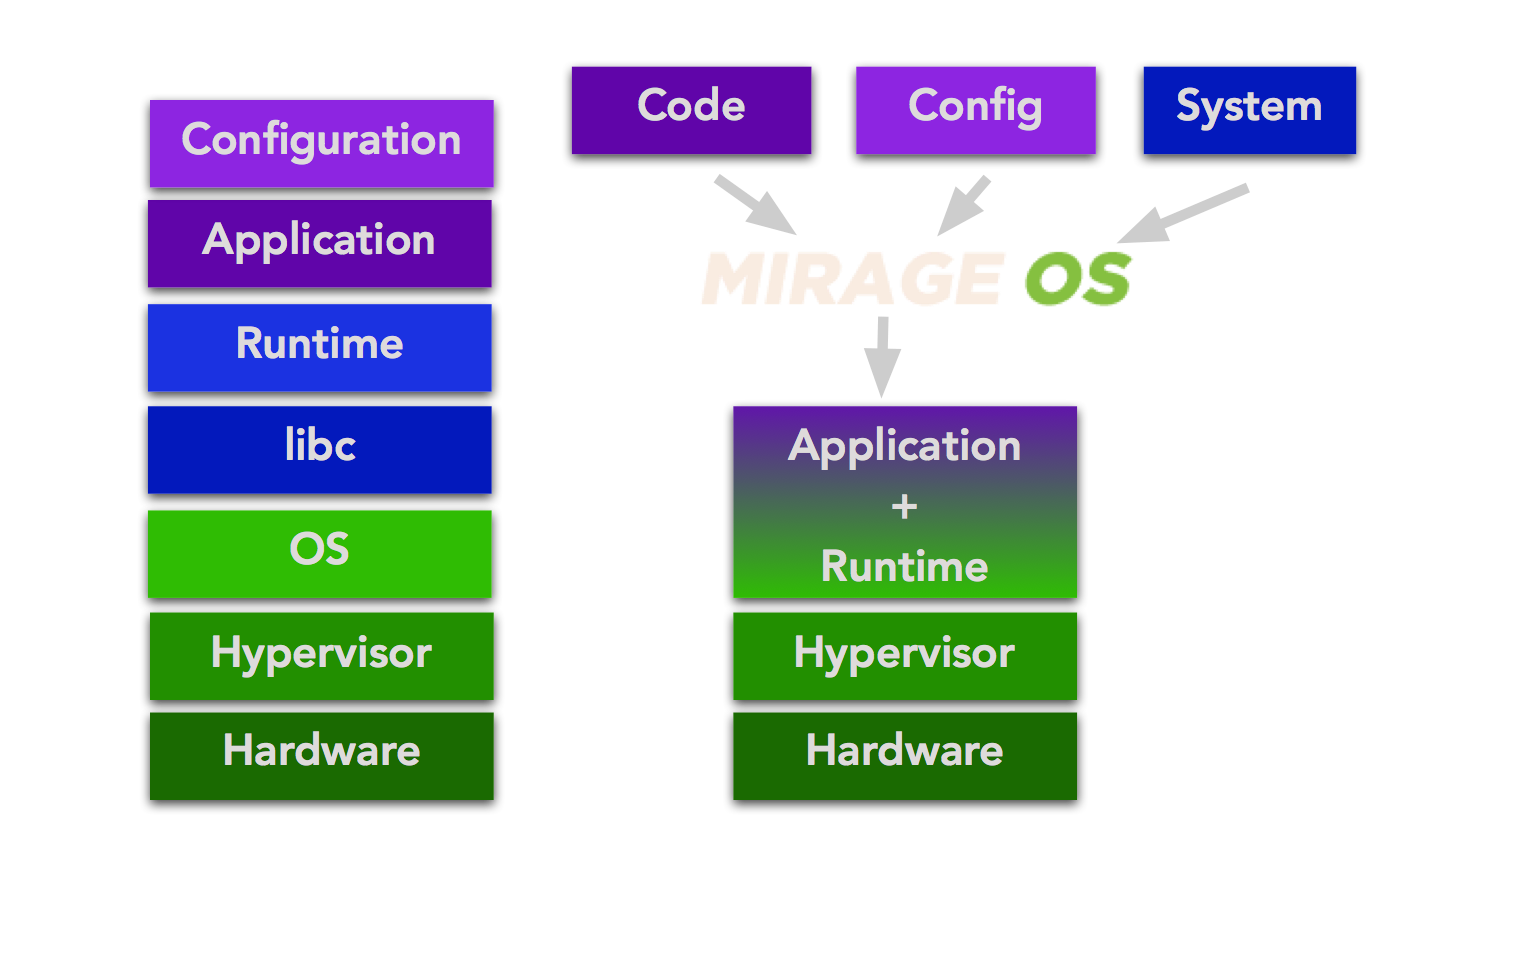 Configuration
Application
Runtime
libc
OS
Hypervisor
Hardware
Code
Config
System
MIRAGE OS
Application
+
Runtime
Hypervisor
Hardware